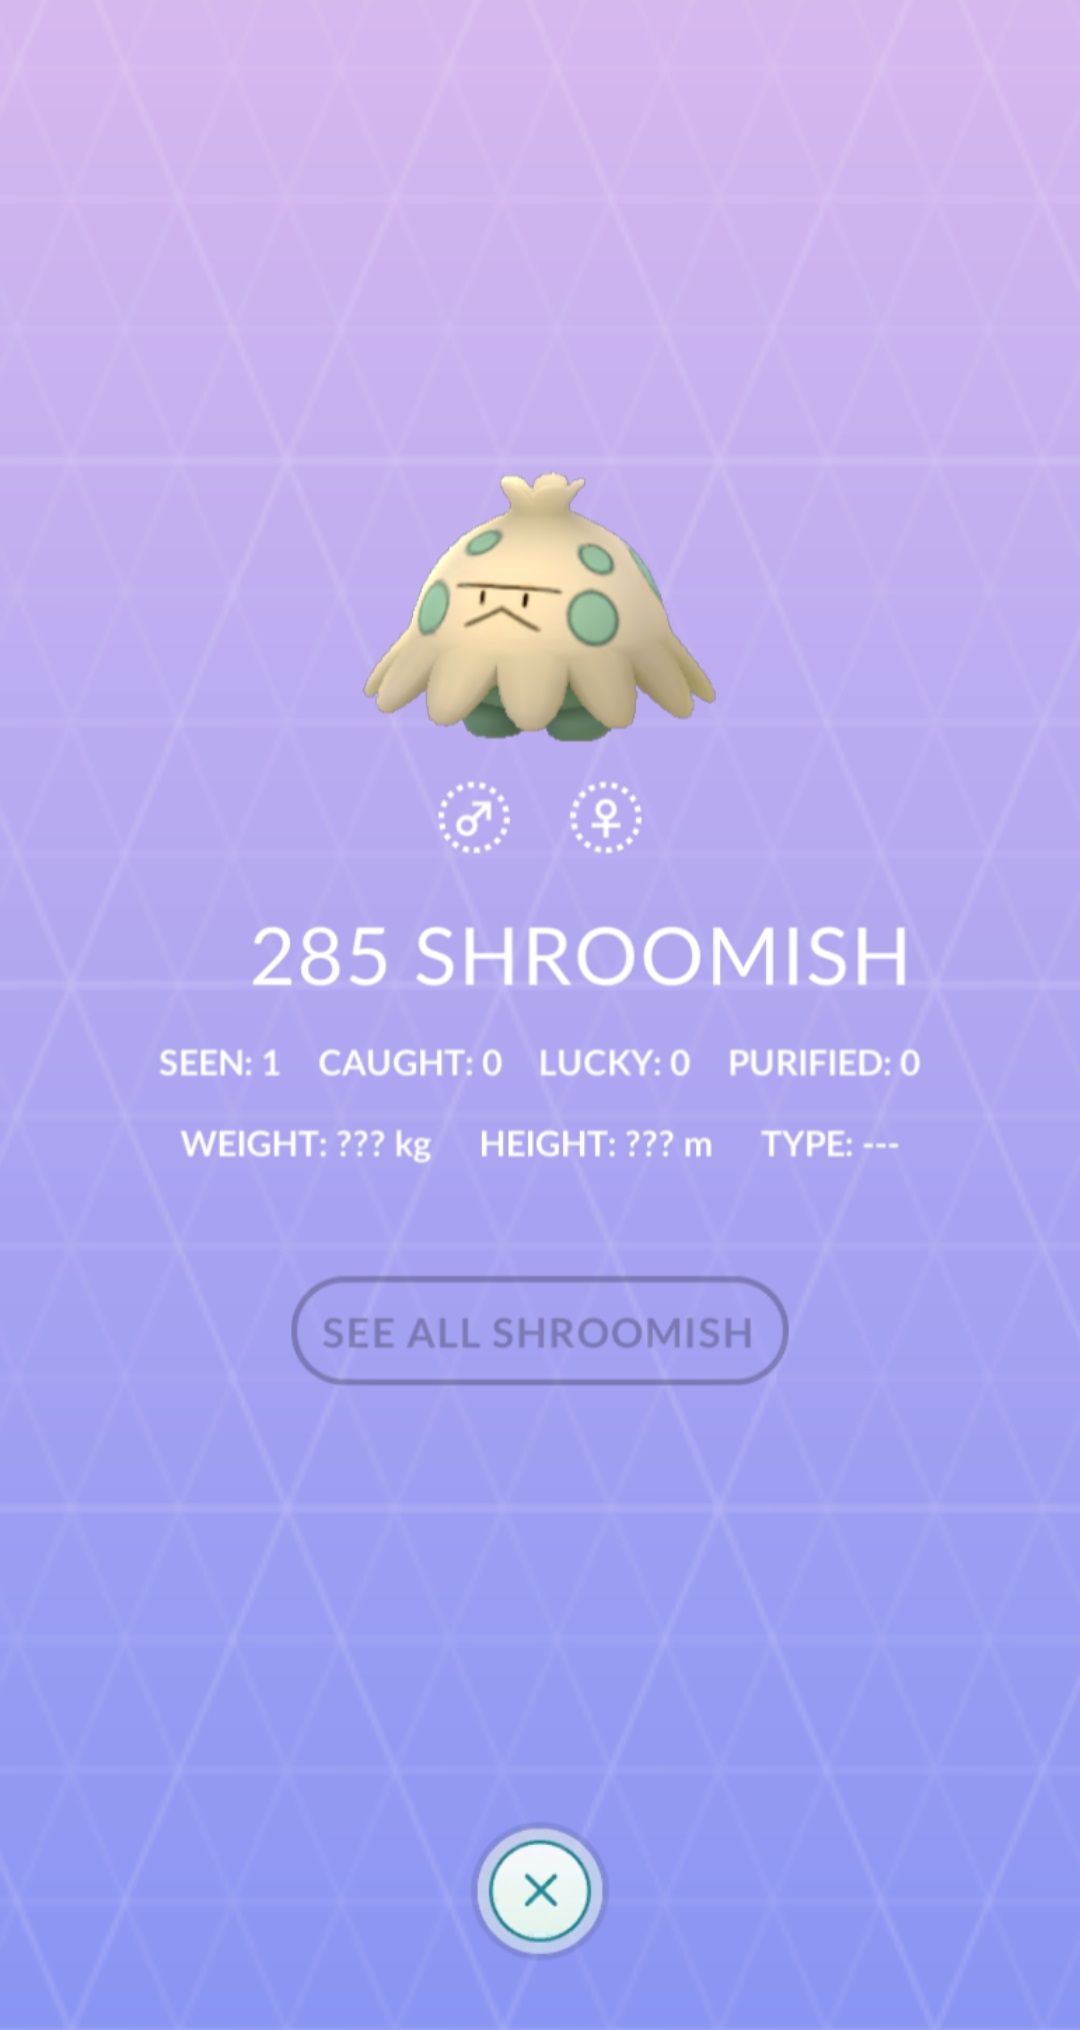 ♂ ♀
285 SHROOMISH
SEEN: 1 CAUGHT: 0 LUCKY: 0 PURIFIED: 0
WEIGHT: ??? kg HEIGHT: ??? m TYPE: ---
SEE ALL SHROOMISH